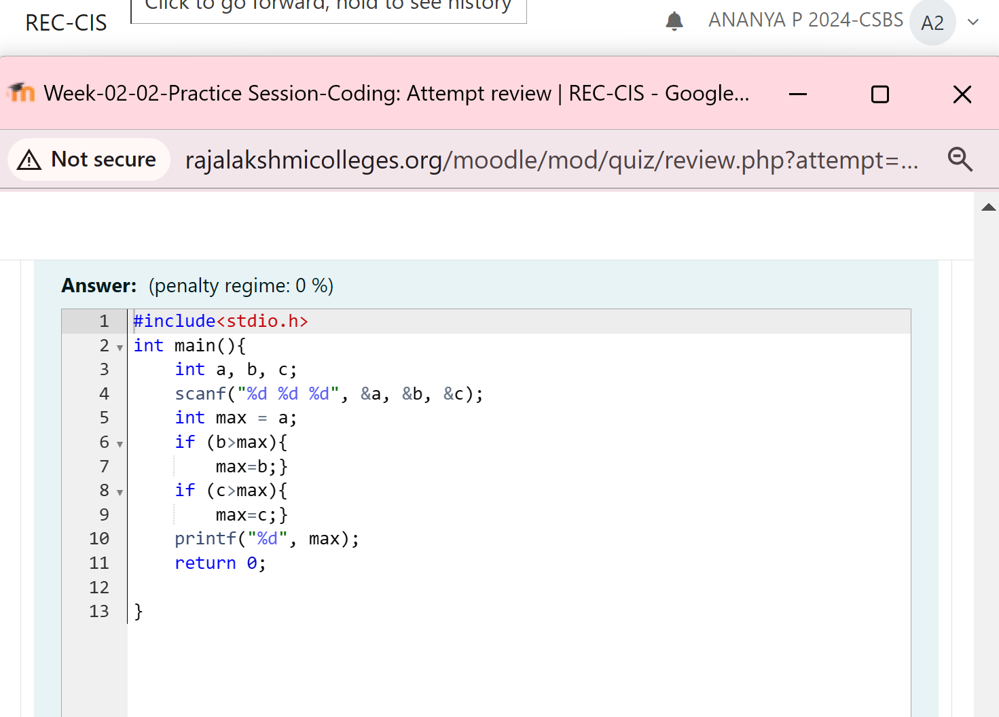 Click to go forward, hold to see history
REC-CIS
ANANYA P 2024-CSBS
A2
Week-02-02-Practice Session-Coding: Attempt review | REC-CIS - Google...
Not secure
rajalakshmicolleges.org/moodle/mod/quiz/review.php?attempt=...
Answer: (penalty regime: 0 %)
1 #include<stdio.h>
2 int main(){
3 int a, b, c;
4 scanf("%d %d %d", &a, &b, &c);
5 int max = a;
6 if (b>max){
7 max=b;}
8 if (c>max){
9 max=c;}
10 printf("%d", max);
11 return 0;
12
13 }